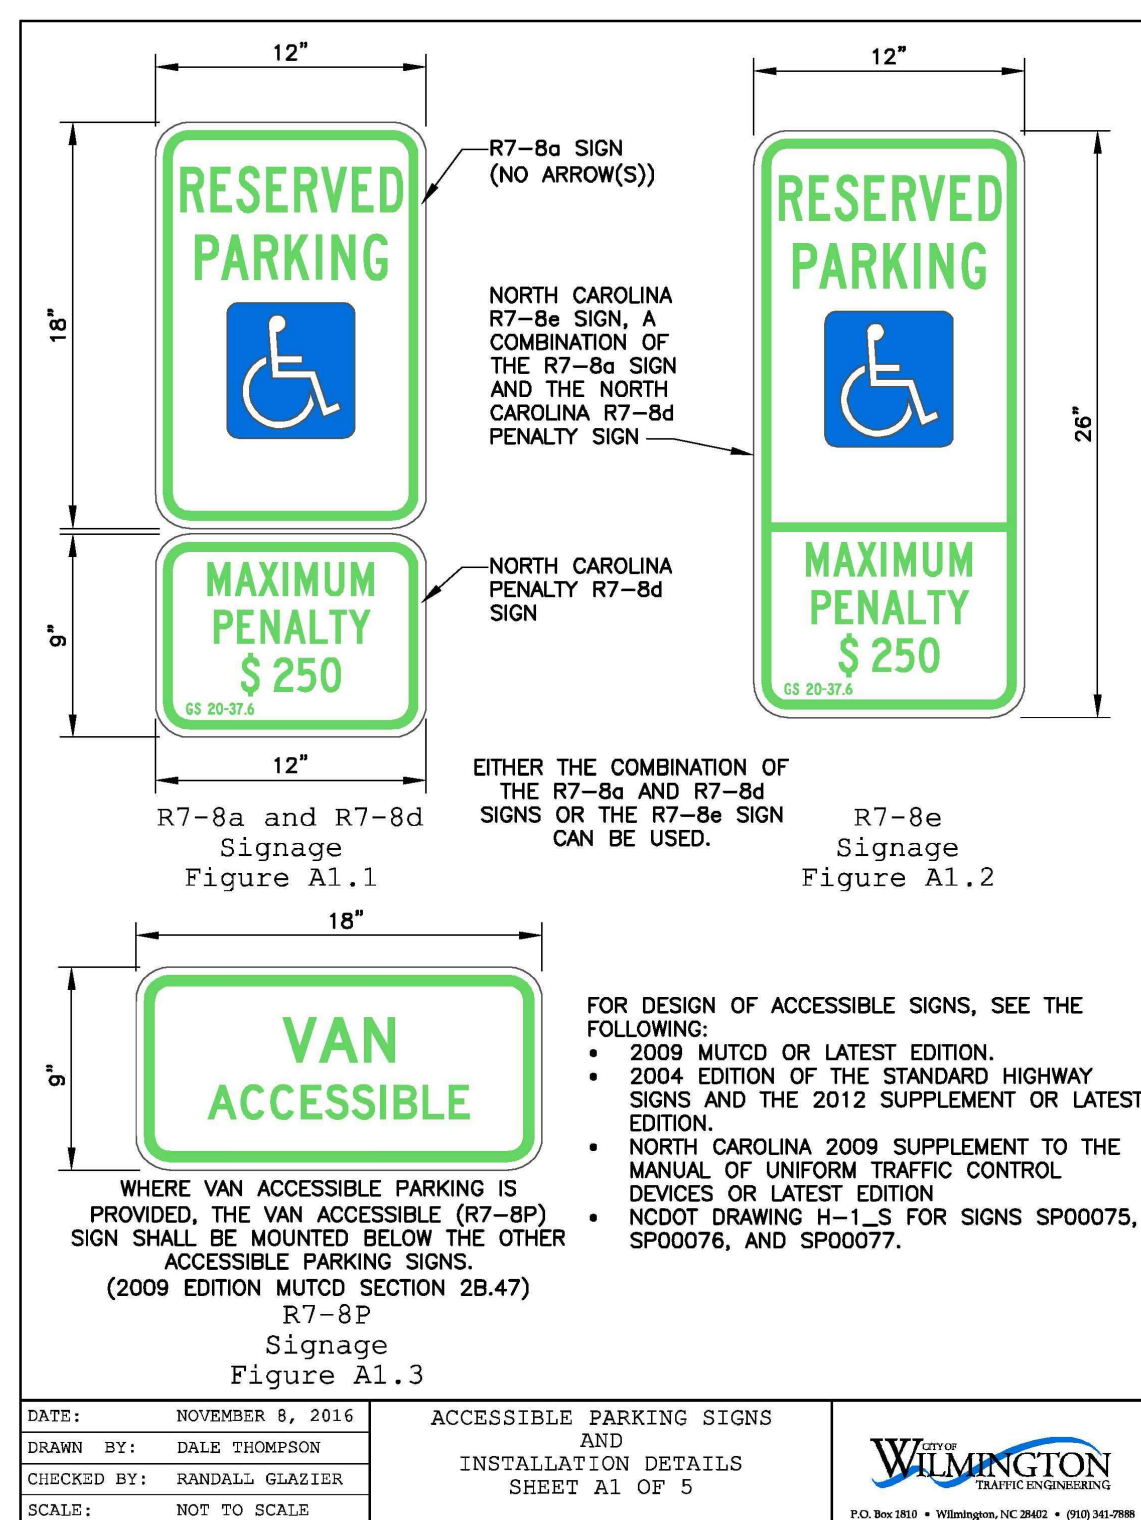 12"
18"
RESERVED
PARKING
R7-8a SIGN
(NO ARROW(S))
9"
MAXIMUM
PENALTY
$ 250
GS 20-37.6
NORTH CAROLINA
PENALTY R7-8d
SIGN
12"
R7-8a and R7-8d
Signage
Figure A1.1
NORTH CAROLINA
R7-8e SIGN, A
COMBINATION OF
THE R7-8a SIGN
AND THE NORTH
CAROLINA R7-8d
PENALTY SIGN
EITHER THE COMBINATION OF
THE R7-8a AND R7-8d
SIGNS OR THE R7-8e SIGN
CAN BE USED.
12"
26"
RESERVED
PARKING
MAXIMUM
PENALTY
$ 250
GS 20-37.6
R7-8e
Signage
Figure A1.2
18"
9"
VAN
ACCESSIBLE
WHERE VAN ACCESSIBLE PARKING IS
PROVIDED, THE VAN ACCESSIBLE (R7-8P)
SIGN SHALL BE MOUNTED BELOW THE OTHER
ACCESSIBLE PARKING SIGNS.
(2009 EDITION MUTCD SECTION 2B.47)
R7-8P
Signage
Figure A1.3
FOR DESIGN OF ACCESSIBLE SIGNS, SEE THE
FOLLOWING:
• 2009 MUTCD OR LATEST EDITION.
• 2004 EDITION OF THE STANDARD HIGHWAY
SIGNS AND THE 2012 SUPPLEMENT OR LATEST
EDITION.
• NORTH CAROLINA 2009 SUPPLEMENT TO THE
MANUAL OF UNIFORM TRAFFIC CONTROL
DEVICES OR LATEST EDITION
• NCDOT DRAWING H-1_S FOR SIGNS SP00075,
SP00076, AND SP00077.
DATE: NOVEMBER 8, 2016
DRAWN BY: DALE THOMPSON
CHECKED BY: RANDALL GLAZIER
SCALE: NOT TO SCALE
ACCESSIBLE PARKING SIGNS
AND
INSTALLATION DETAILS
SHEET A1 OF 5
CITY OF
WILMINGTON
TRAFFIC ENGINEERING
P.O. Box 1810 • Wilmington, NC 28402 • (910) 341-7888